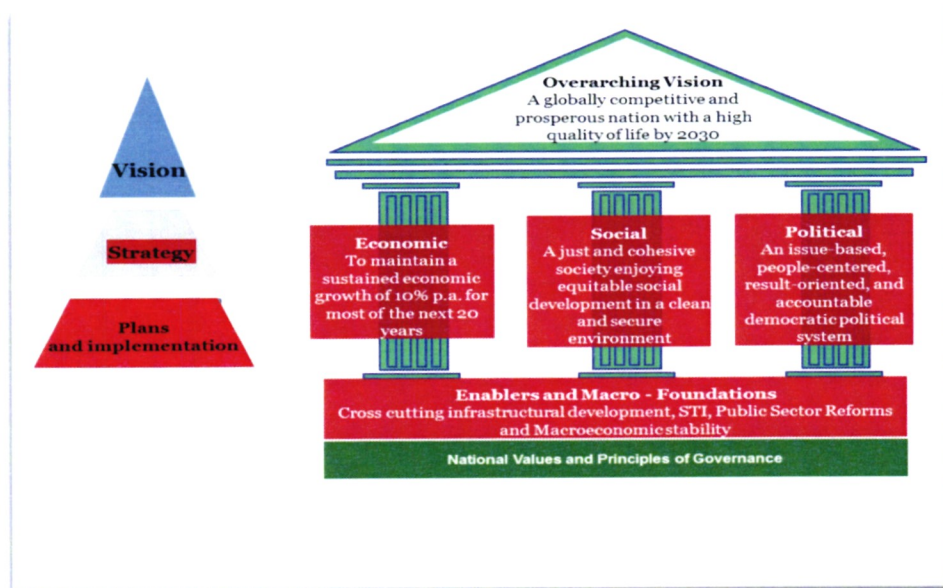 Vision
Strategy
Plans
and implementation
Overarching Vision
A globally competitive and
prosperous nation with a high
quality of life by 2030
Economic
To maintain a
sustained economic
growth of 10% p.a. for
most of the next 20
years
Social
A just and cohesive
society enjoying
equitable social
development in a clean
and secure
environment
Political
An issue-based,
people-centered,
result-oriented, and
accountable
democratic political
system
Enablers and Macro - Foundations
Cross cutting infrastructural development, STI, Public Sector Reforms
and Macroeconomic stability
National Values and Principles of Governance